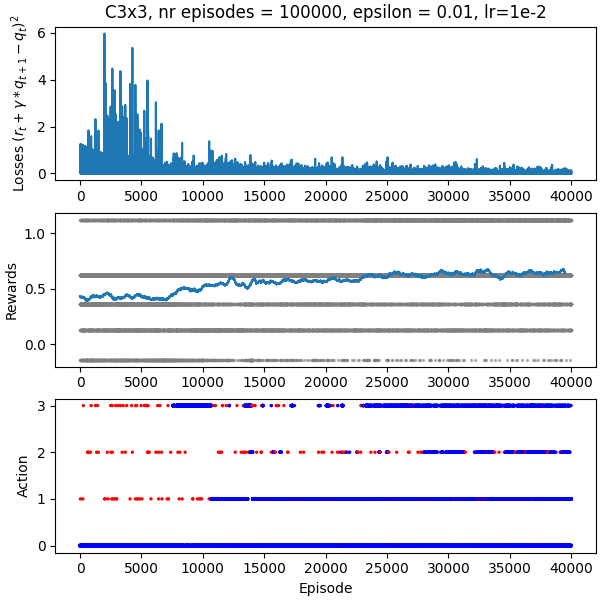 C3x3, nr episodes = 100000, epsilon = 0.01, lr=1e-2
Losses $(r_t + \gamma * q_{t+1} - q_t)^2$
6
4
2
0
0 5000 10000 15000 20000 25000 30000 35000 40000
Rewards
1.0
0.5
0.0
0 5000 10000 15000 20000 25000 30000 35000 40000
Action
3
2
1
0
0 5000 10000 15000 20000 25000 30000 35000 40000
Episode